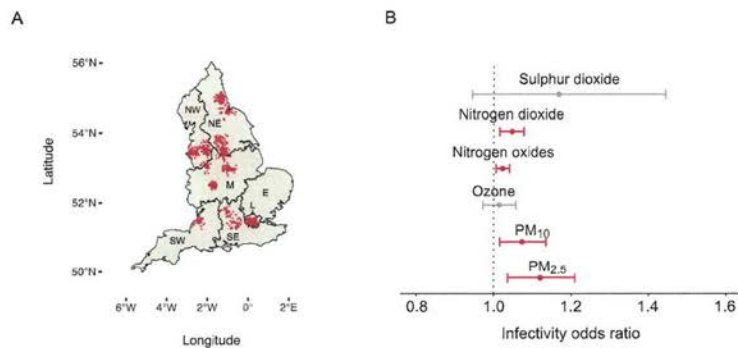 A
56°N
54°N
52°N
50°N
Latitude
NW
NE
M
E
L
SW
SE
6°W 4°W 2°W 0° 2°E
Longitude
B
Sulphur dioxide
Nitrogen dioxide
Nitrogen oxides
Ozone
PM10
PM2.5
0.8 1.0 1.2 1.4 1.6
Infectivity odds ratio